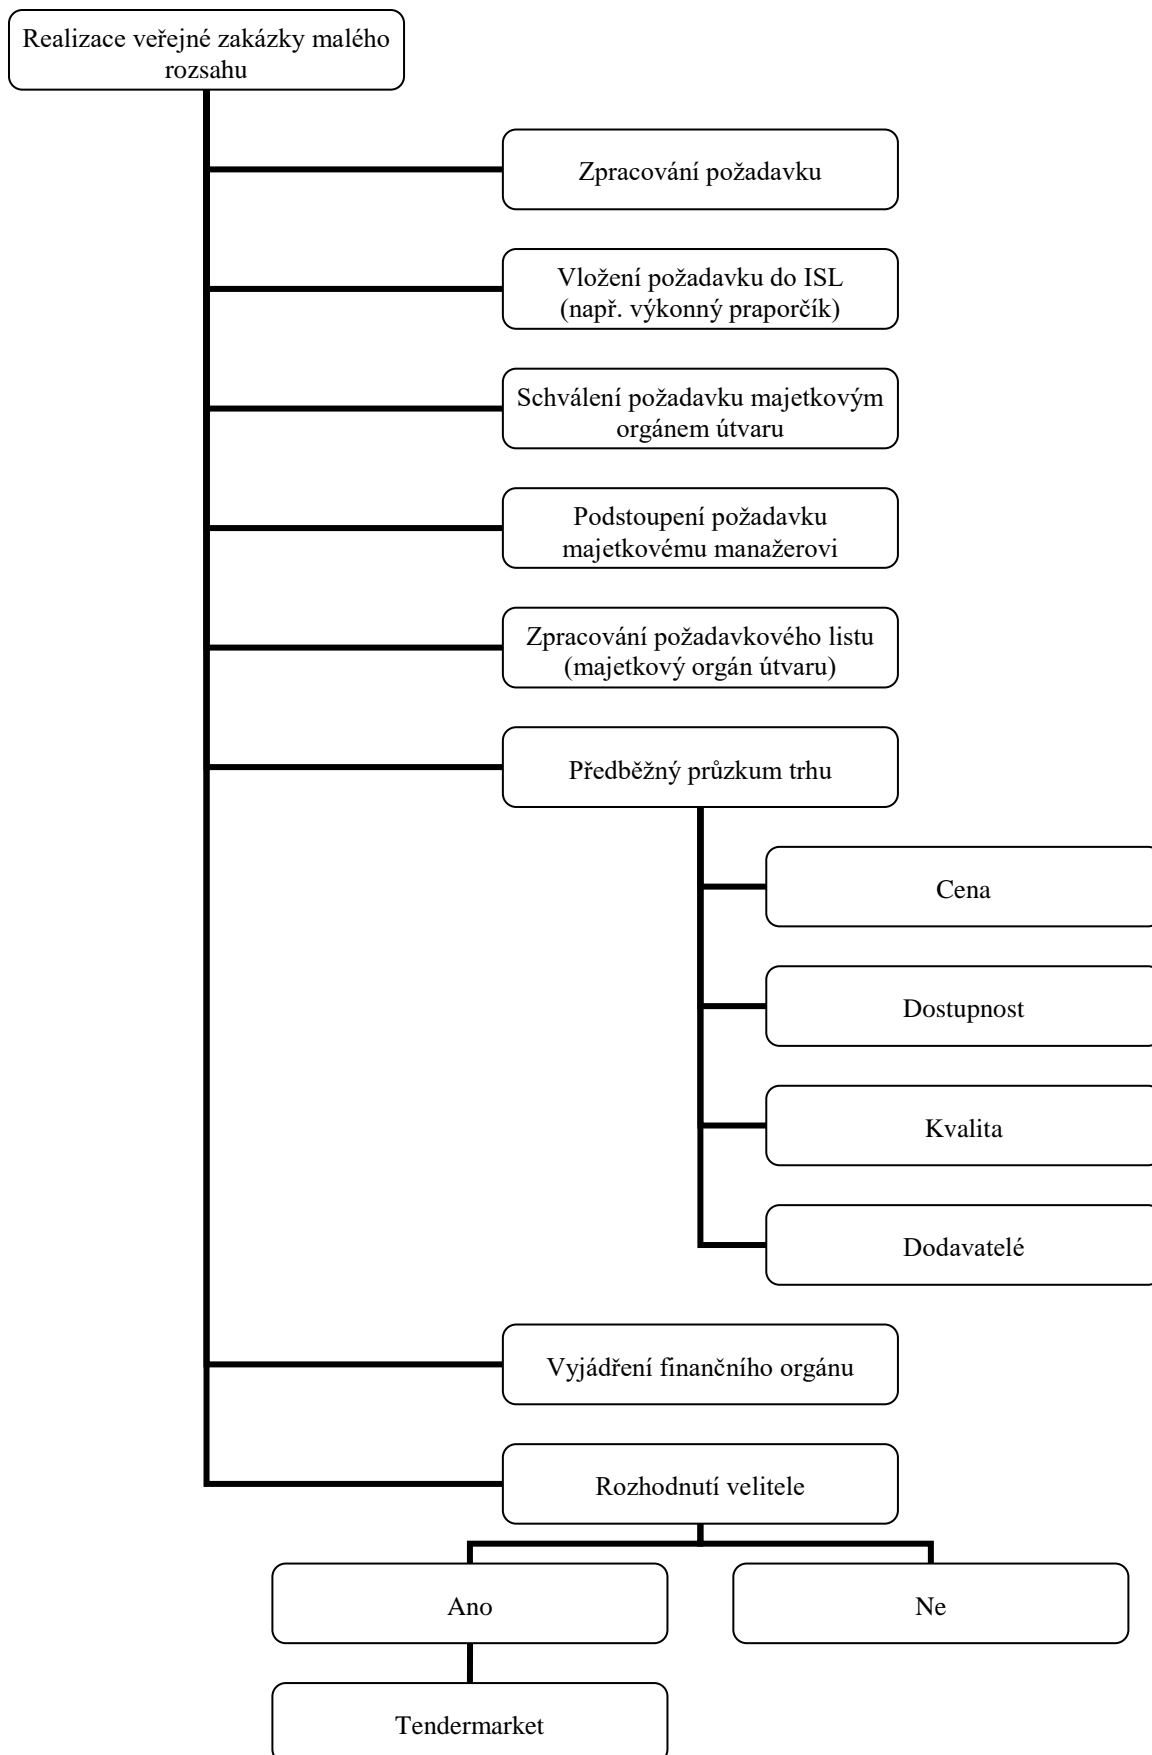 Realizace veřejné zakázky malého
rozsahu
Zpracování požadavku
Vložení požadavku do ISL
(např. výkonný praporčík)
Schválení požadavku majetkovým
orgánem útvaru
Podstoupení požadavku
majetkovému manažerovi
Zpracování požadavkového listu
(majetkový orgán útvaru)
Předběžný průzkum trhu
Cena
Dostupnost
Kvalita
Dodavatelé
Vyjádření finančního orgánu
Rozhodnutí velitele
Ano
Ne
Tendermarket